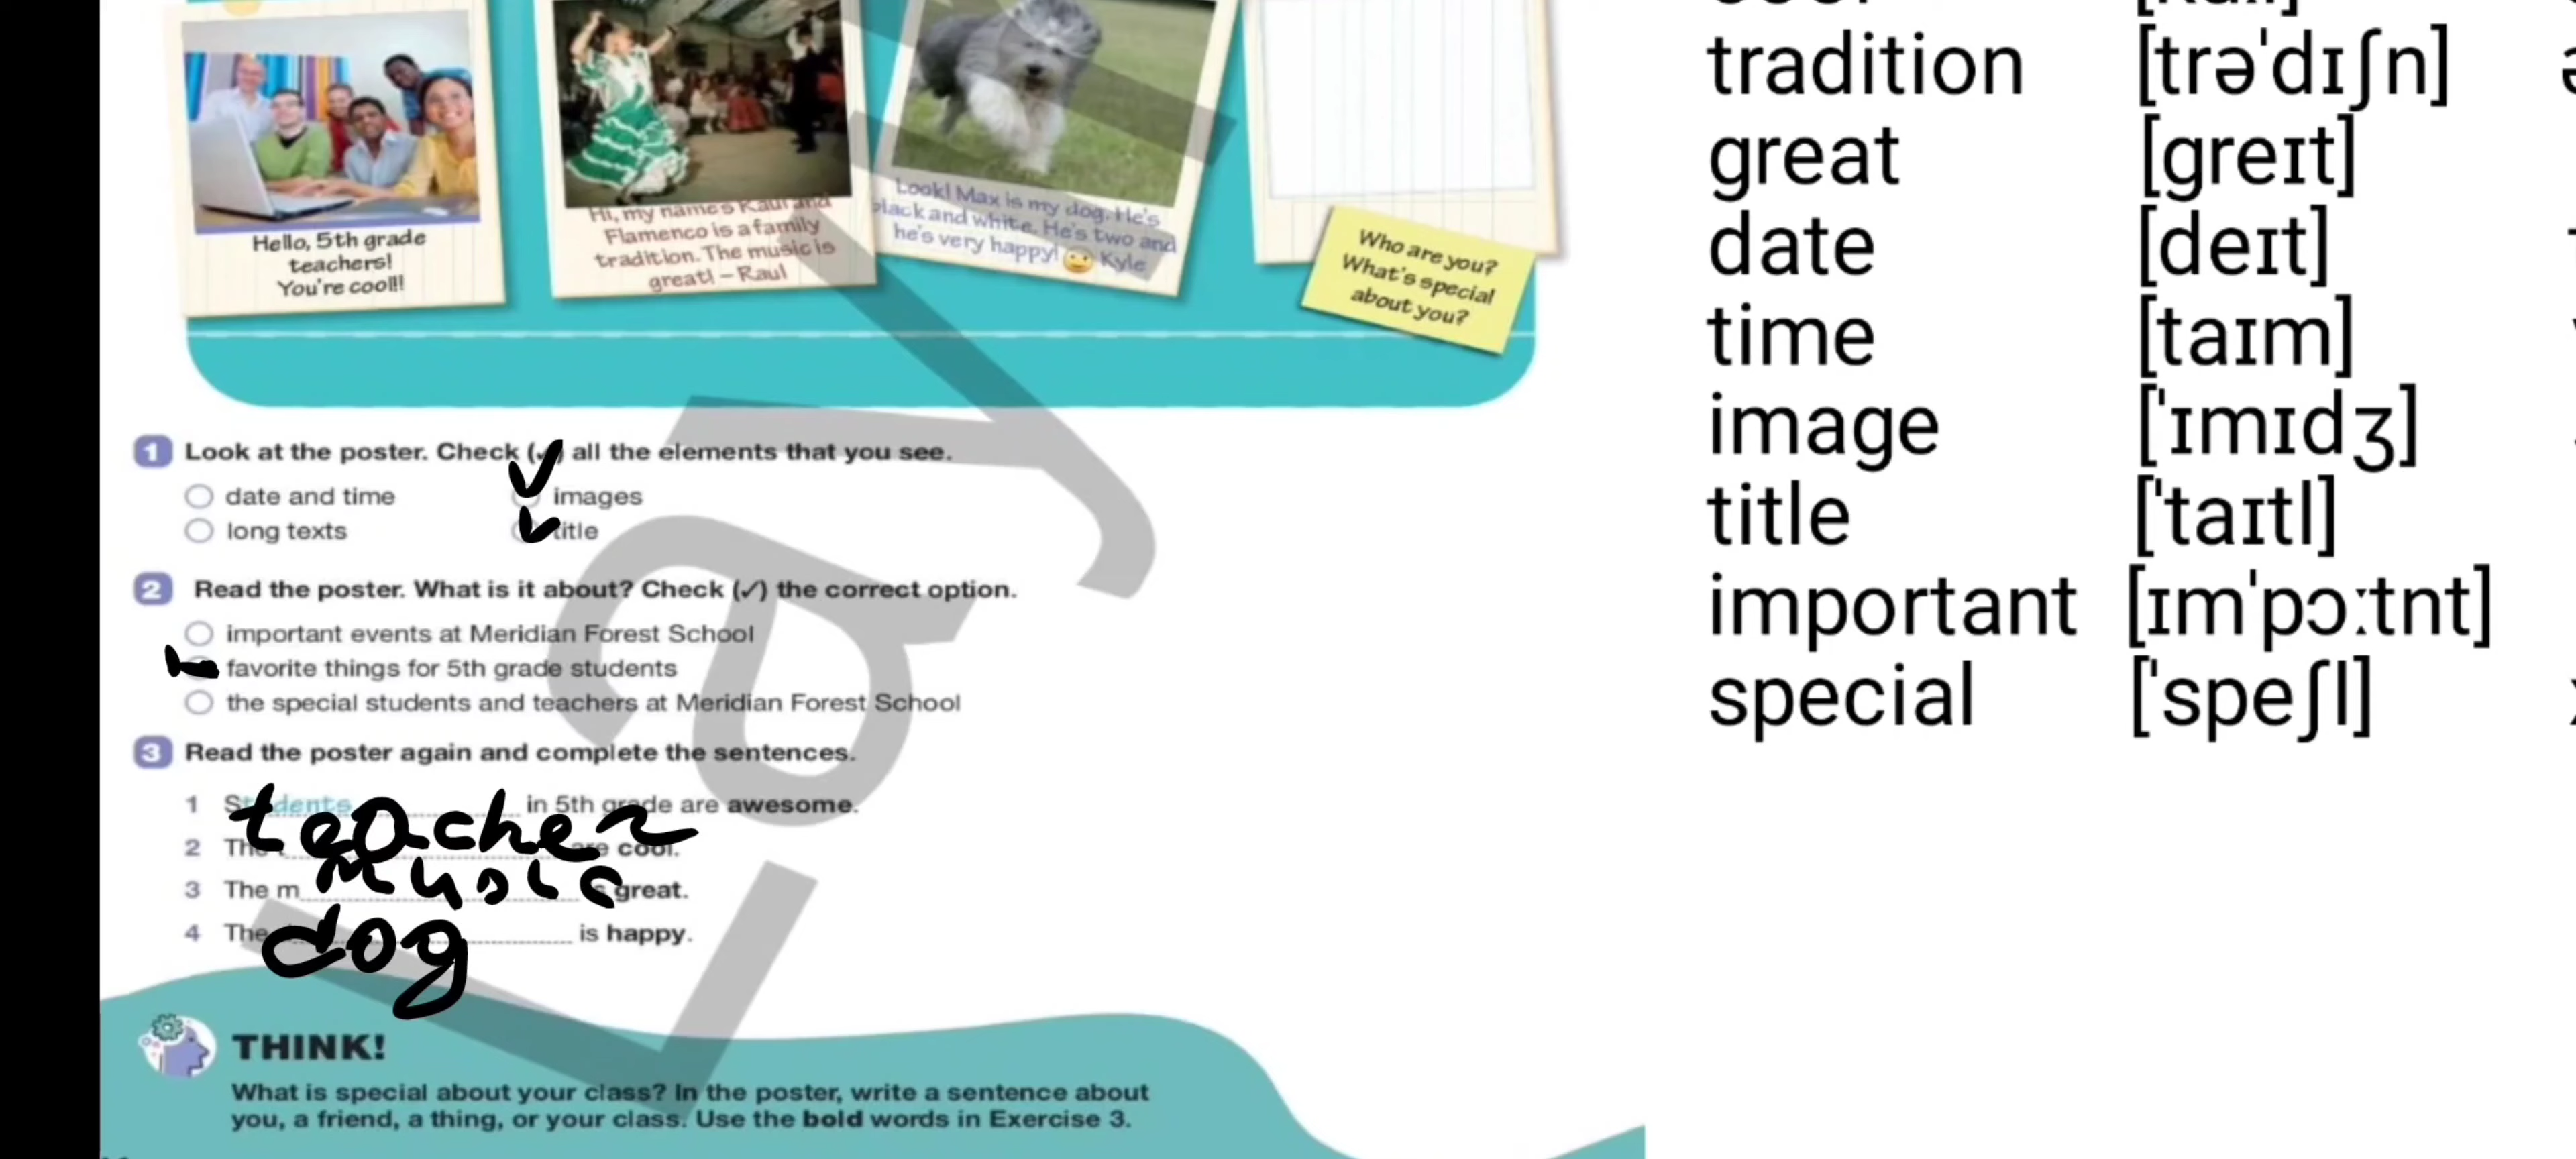 Hello, 5th grade
teachers!
You're cool!!
Hi, my name's Raul and
Flamenco is a family
tradition. The music is
great! – Raul
Look! Max is my dog. He's
black and white. He's two and
he's very happy! Kyle
Who are you?
What's special
about you?
1 Look at the poster. Check (✓) all the elements that you see.
date and time
✓ images
long texts
✓ title
2 Read the poster. What is it about? Check (✓) the correct option.
important events at Meridian Forest School
favorite things for 5th grade students
the special students and teachers at Meridian Forest School
3 Read the poster again and complete the sentences.
1 Students in 5th grade are awesome.
2 The teacher are cool.
3 The m music is great.
4 The dog is happy.
THINK!
What is special about your class? In the poster, write a sentence about
you, a friend, a thing, or your class. Use the bold words in Exercise 3.
tradition [trəˈdɪʃn]
great [ɡreɪt]
date [deɪt]
time [taɪm]
image [ˈɪmɪdʒ]
title [ˈtaɪtl]
important [ɪmˈpɔːtnt]
special [ˈspeʃl]